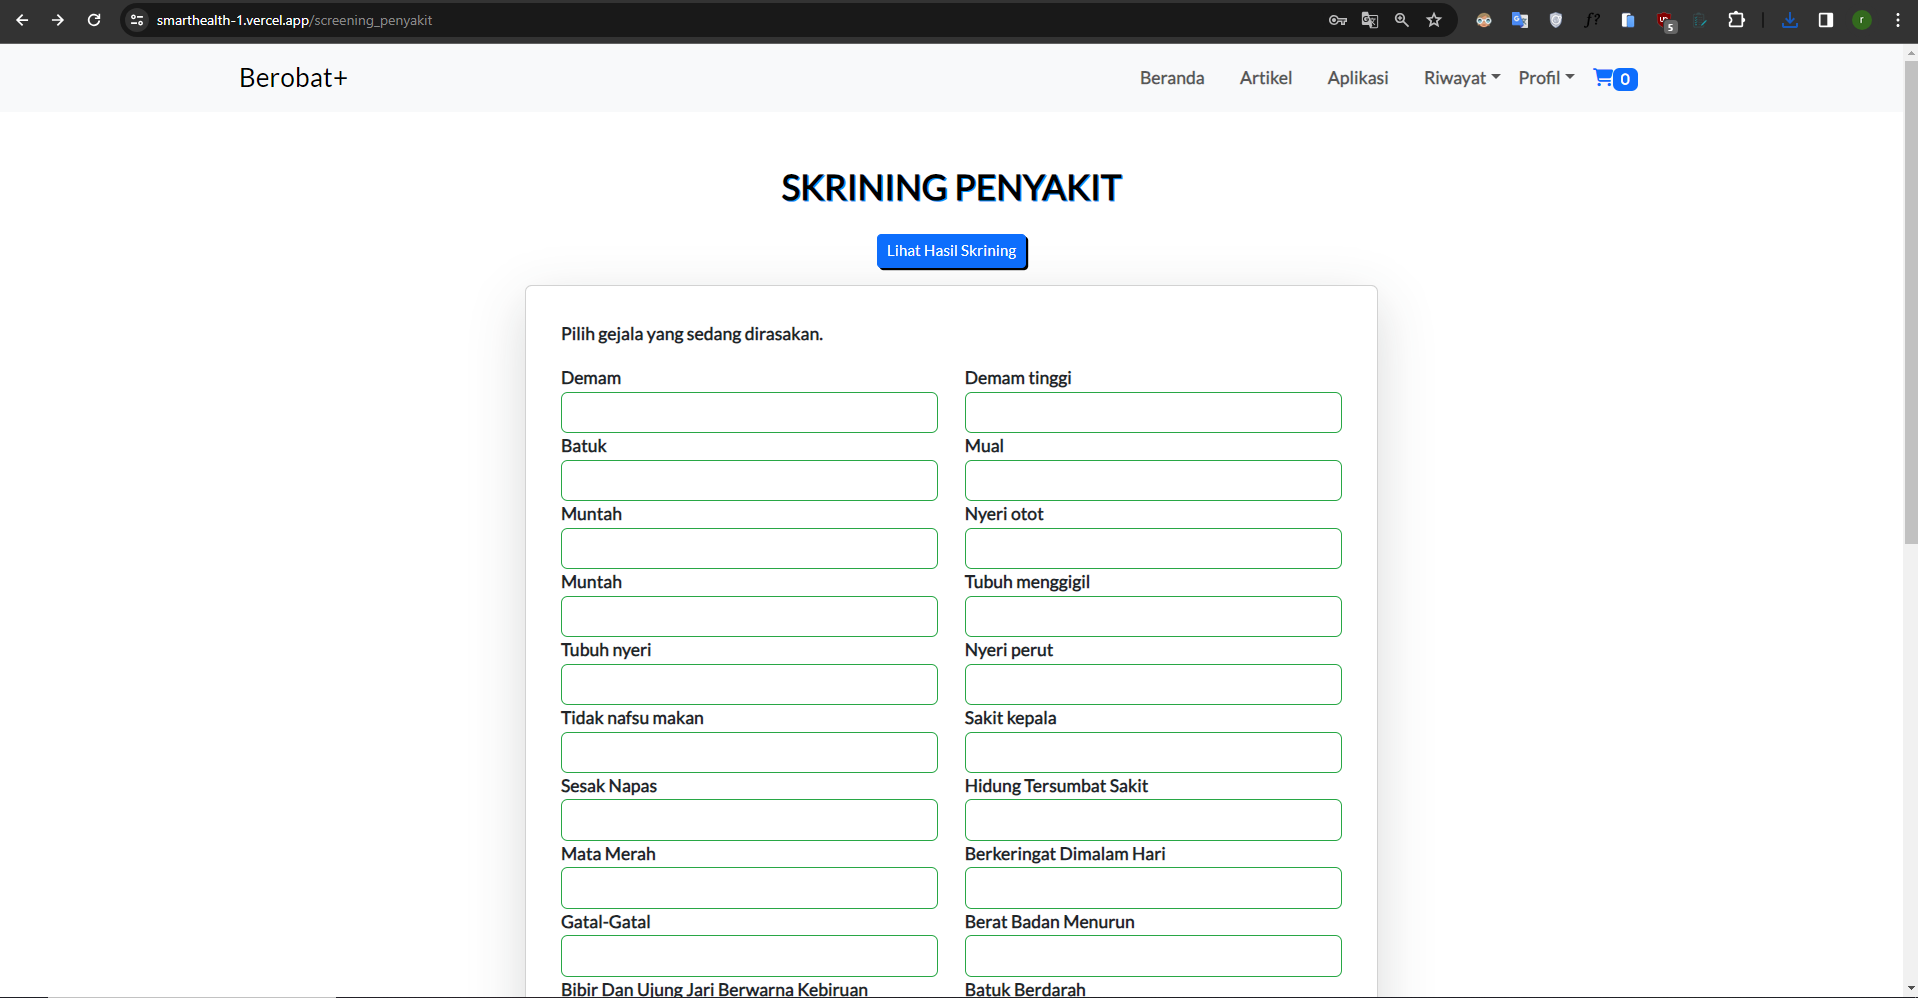 smarthealth-1.vercel.app/screening_penyakit
5
r
Berobat+
Beranda Artikel Aplikasi Riwayat Profil 0
SKRINING PENYAKIT
Lihat Hasil Skrining
Pilih gejala yang sedang dirasakan.
Demam Demam tinggi
Batuk Mual
Muntah Nyeri otot
Muntah Tubuh menggigil
Tubuh nyeri Nyeri perut
Tidak nafsu makan Sakit kepala
Sesak Napas Hidung Tersumbat Sakit
Mata Merah Berkeringat Dimalam Hari
Gatal-Gatal Berat Badan Menurun
Bibir Dan Ujung Jari Berwarna Kebiruan Batuk Berdarah